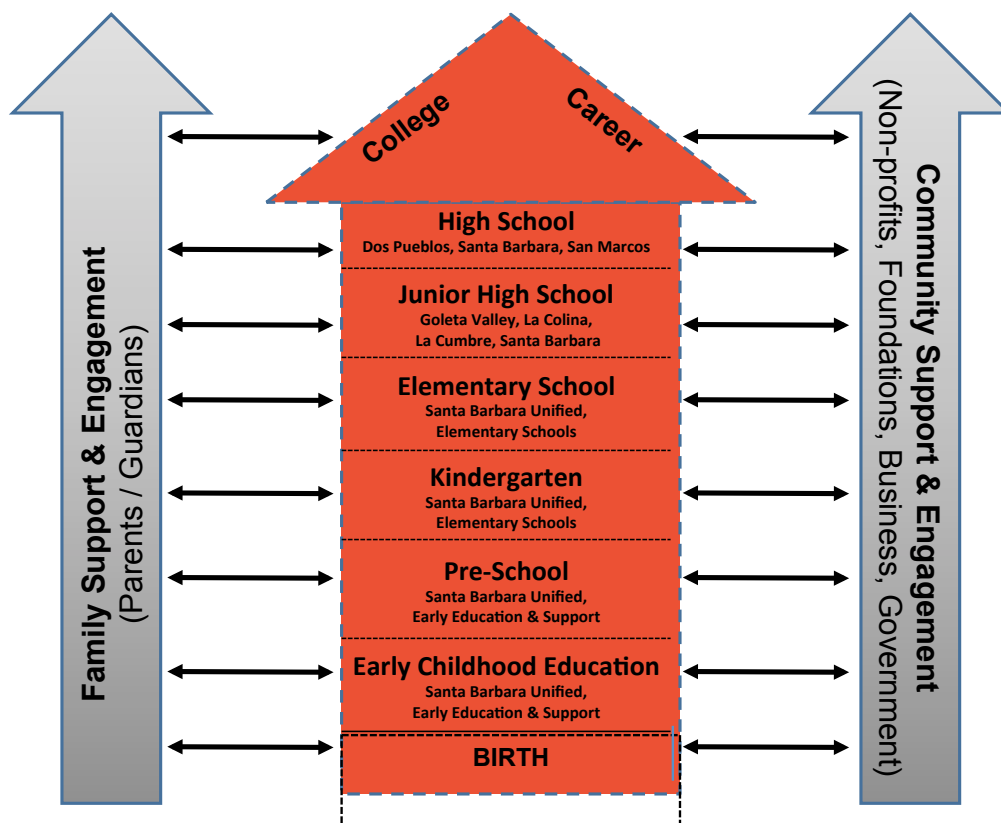 Family Support & Engagement
(Parents / Guardians)
College
Career
High School
Dos Pueblos, Santa Barbara, San Marcos
Junior High School
Goleta Valley, La Colina,
La Cumbre, Santa Barbara
Elementary School
Santa Barbara Unified,
Elementary Schools
Kindergarten
Santa Barbara Unified,
Elementary Schools
Pre-School
Santa Barbara Unified,
Early Education & Support
Early Childhood Education
Santa Barbara Unified,
Early Education & Support
BIRTH
Community Support & Engagement
(Non-profits, Foundations, Business, Government)